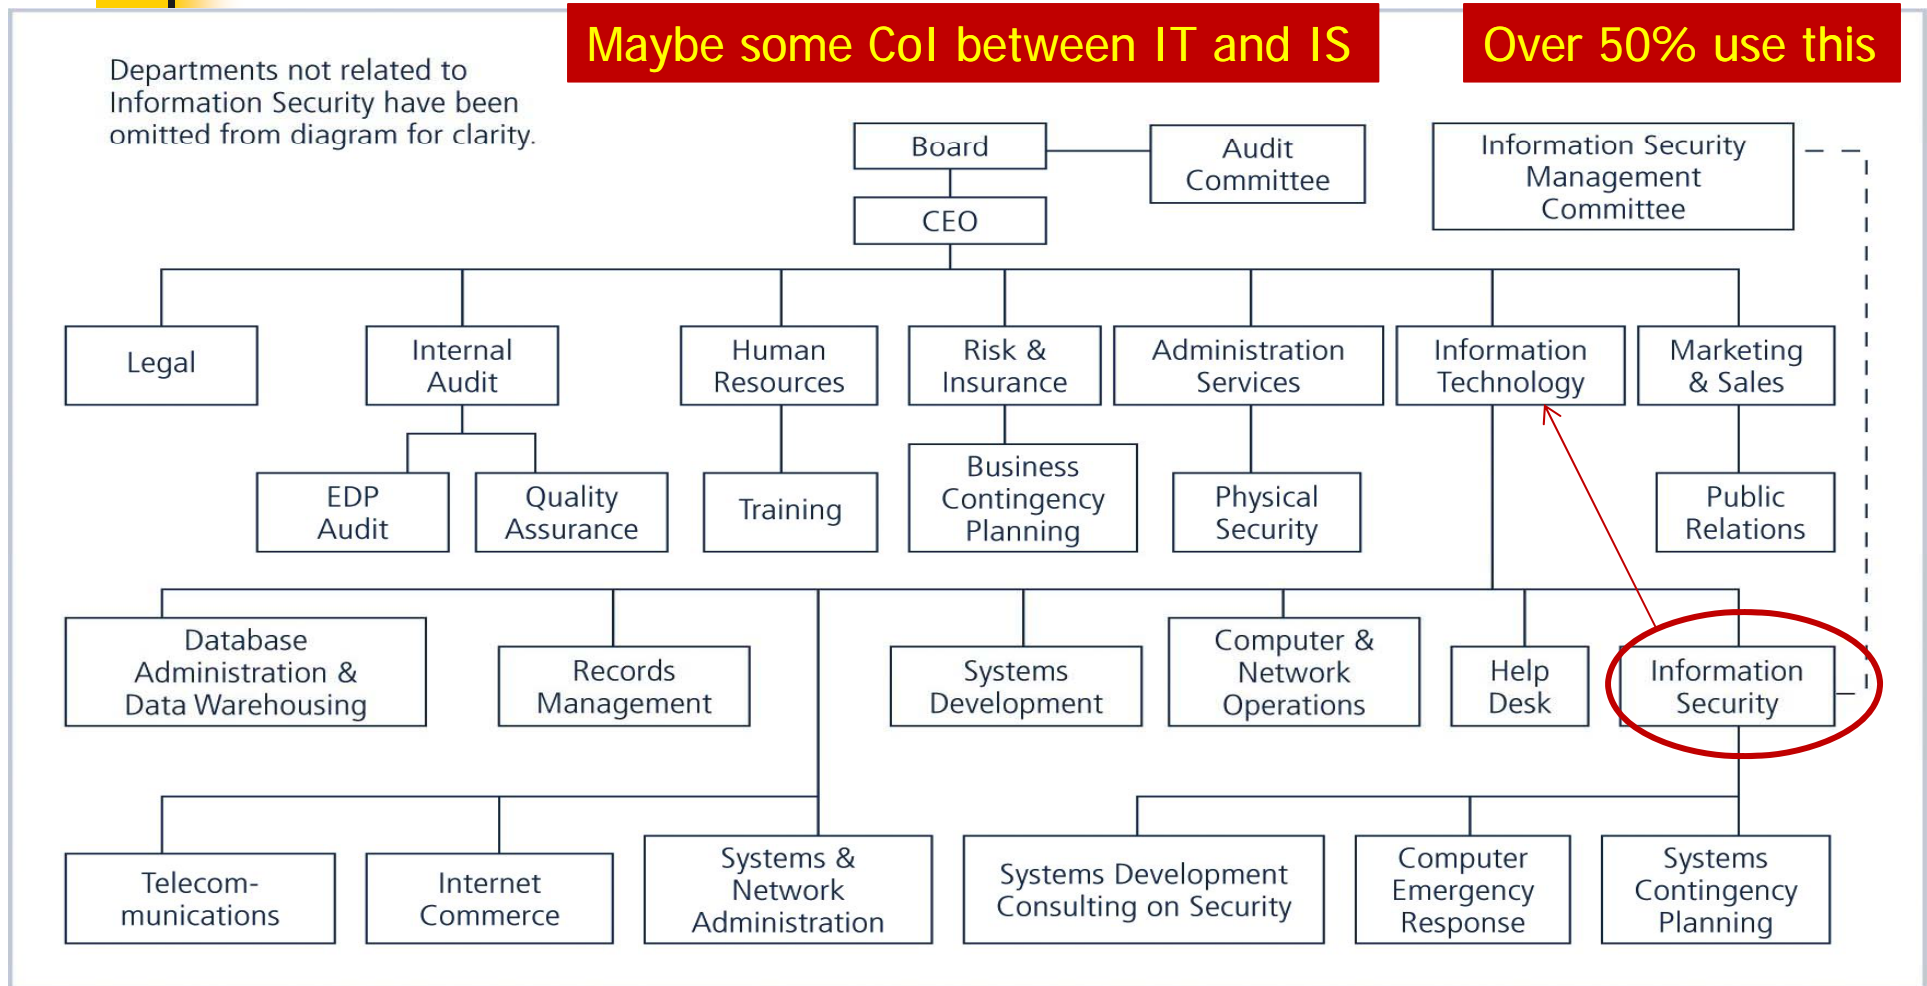 Maybe some CoI between IT and IS
Over 50% use this
Departments not related to
Information Security have been
omitted from diagram for clarity.
Board
Audit
Committee
Information Security
Management
Committee
CEO
Legal
Internal
Audit
Human
Resources
Risk &
Insurance
Administration
Services
Information
Technology
Marketing
& Sales
EDP
Audit
Quality
Assurance
Training
Business
Contingency
Planning
Physical
Security
Public
Relations
Database
Administration &
Data Warehousing
Records
Management
Systems
Development
Computer &
Network
Operations
Help
Desk
Information
Security
Telecom-
munications
Internet
Commerce
Systems &
Network
Administration
Systems Development
Consulting on Security
Computer
Emergency
Response
Systems
Contingency
Planning